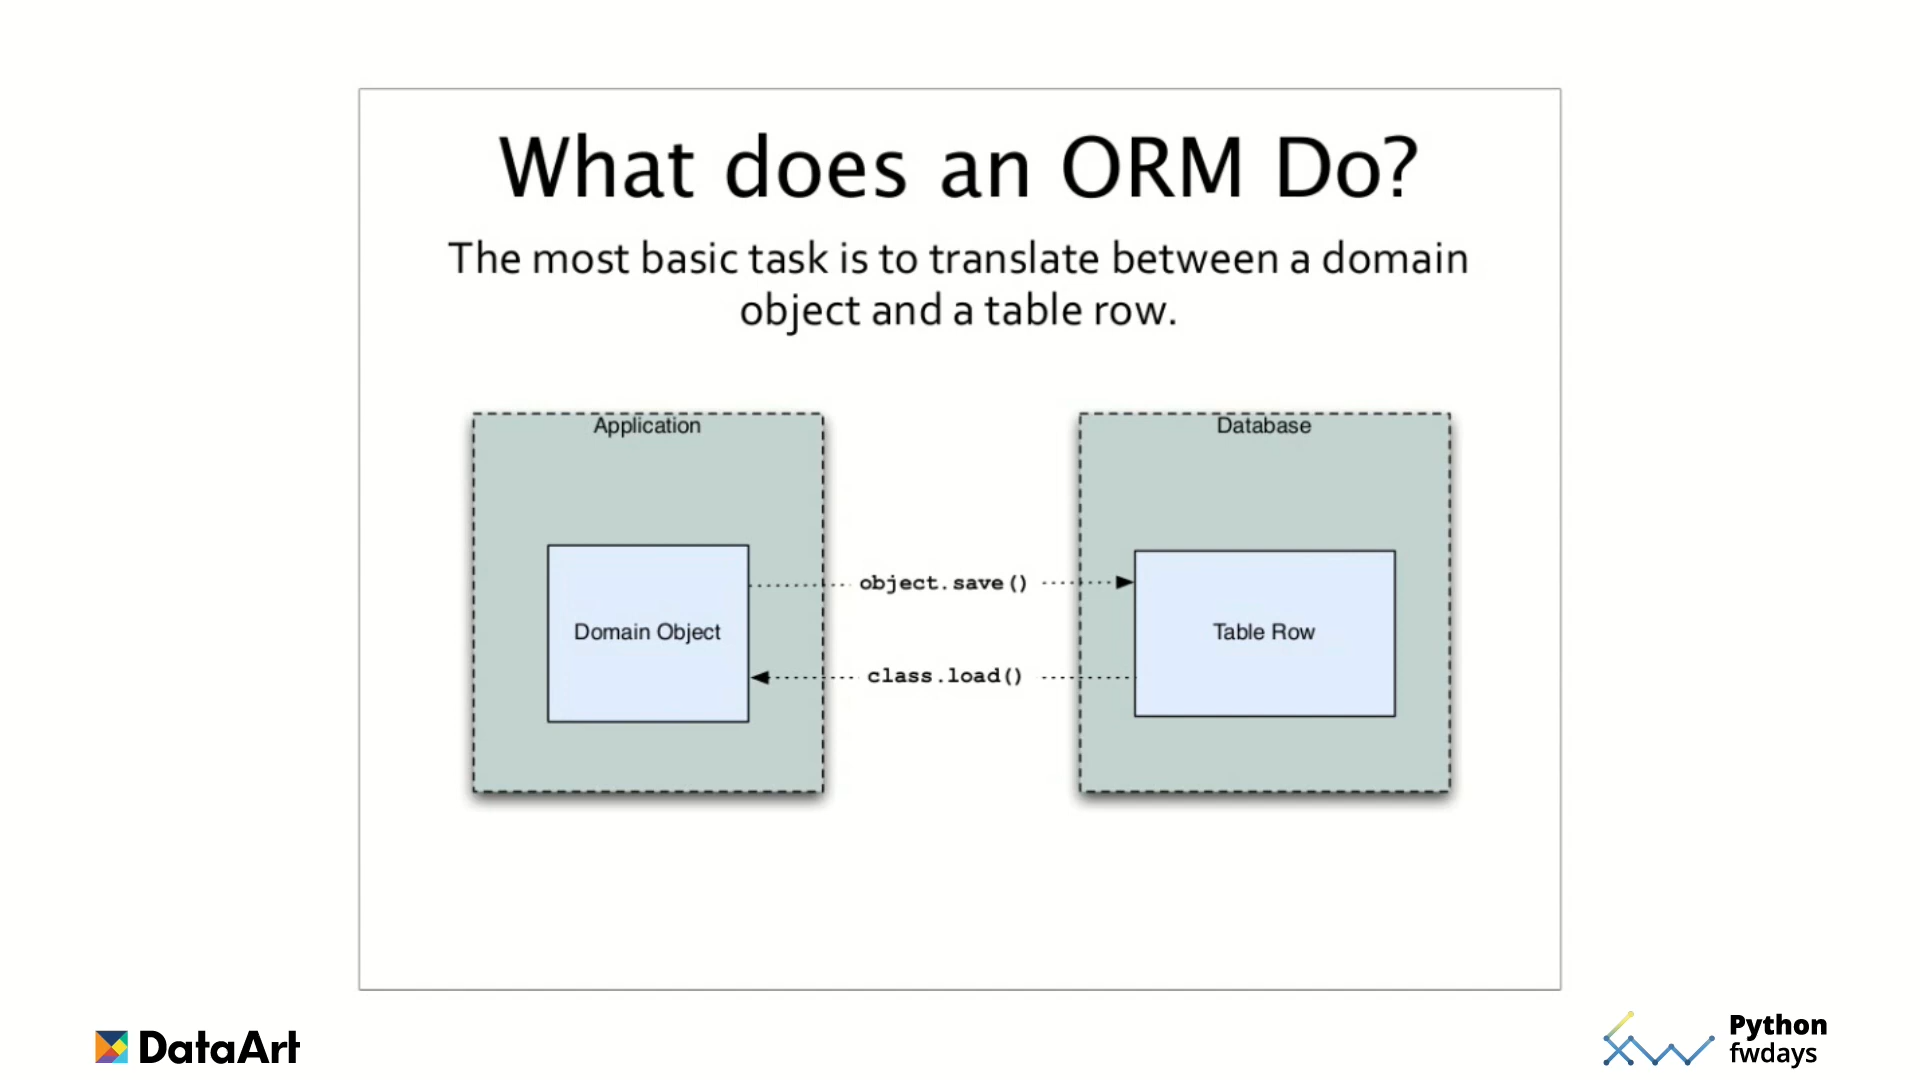 What does an ORM Do?
The most basic task is to translate between a domain
object and a table row.
Application
Database
object.save()
Domain Object
Table Row
class.load()
DataArt
Python
fwdays